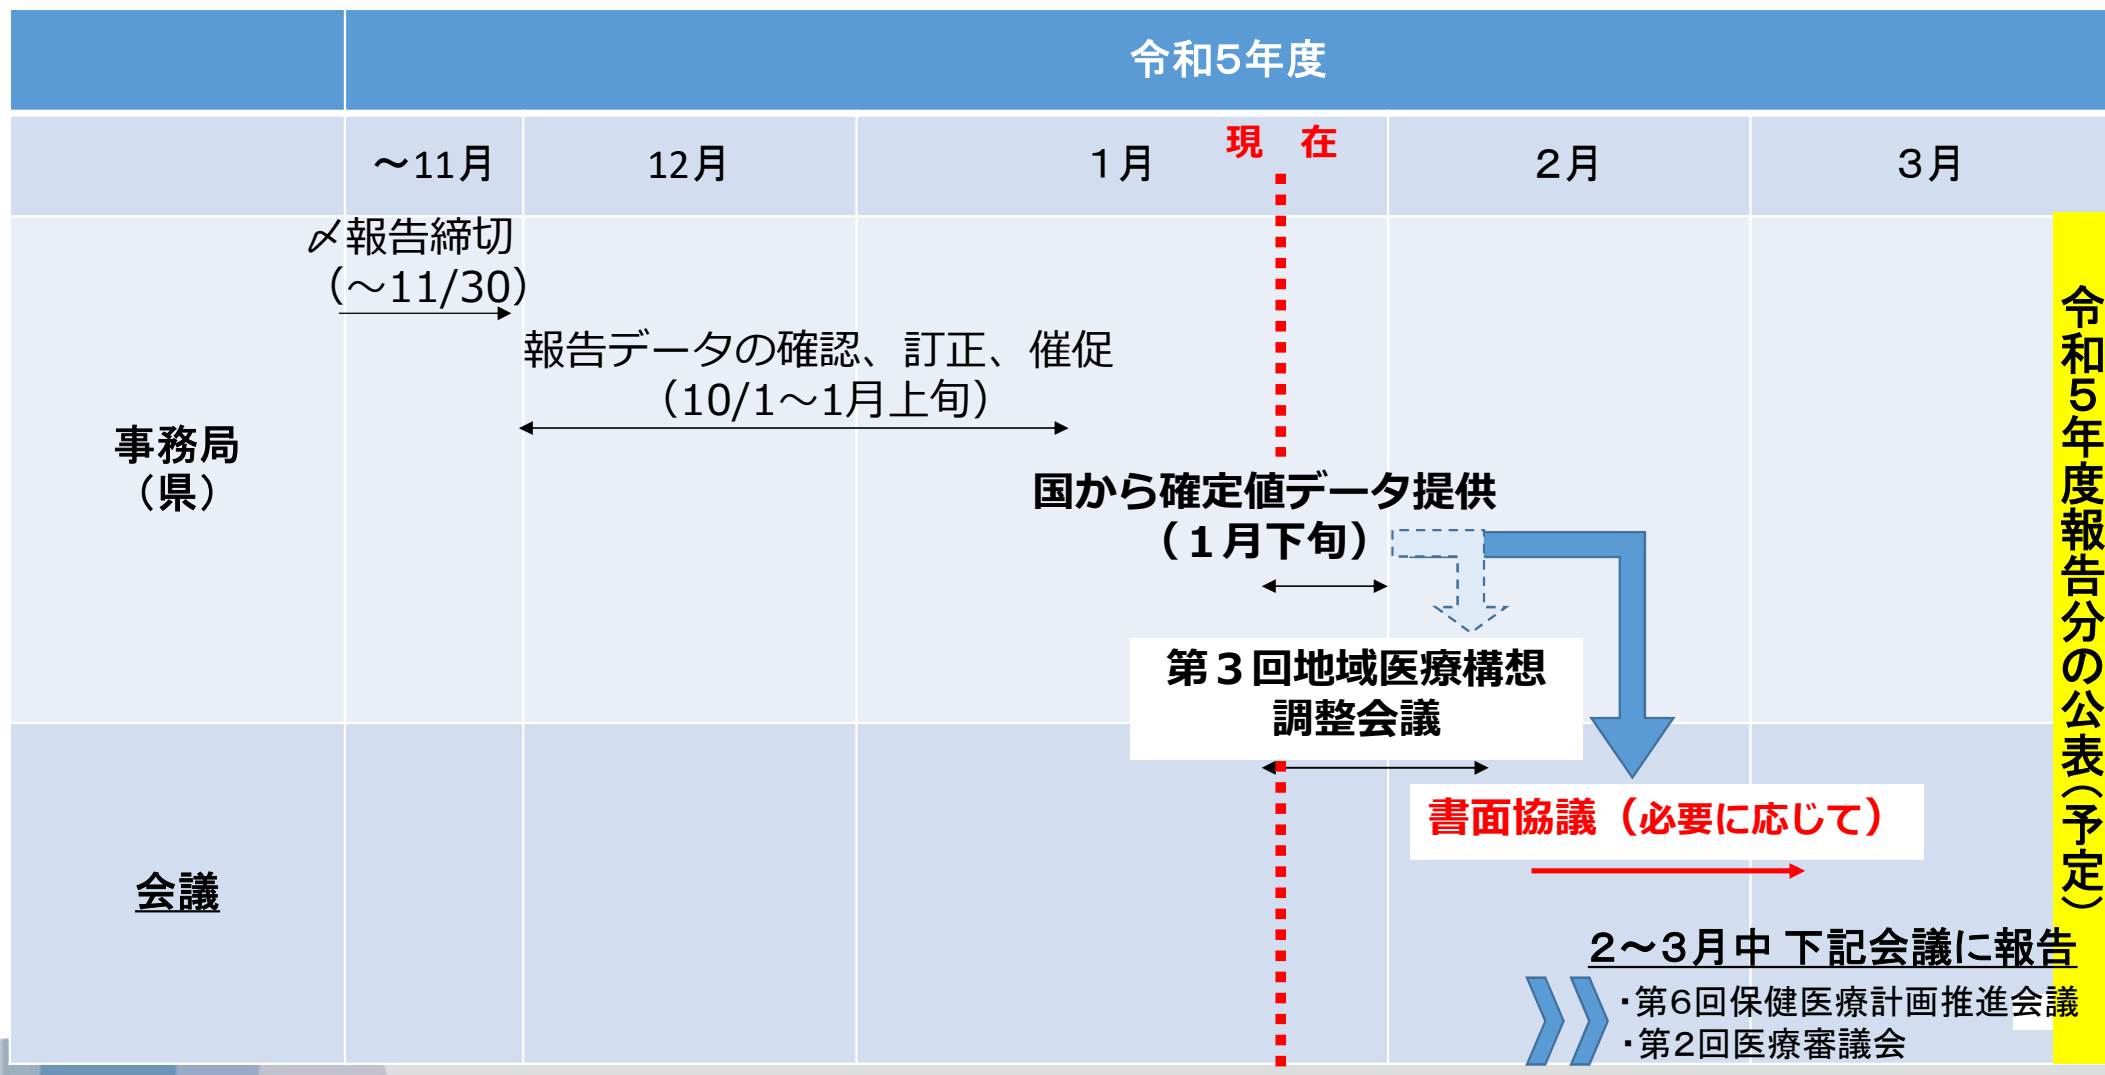 令和5年度
～11月
12月
１月
現　在
２月
３月
〆報告締切
（～11/30）
報告データの確認、訂正、催促
（10/1～1月上旬）
事務局
（県）
国から確定値データ提供
（１月下旬）
第３回地域医療構想
調整会議
書面協議（必要に応じて）
会議
２～３月中 下記会議に報告
・第６回保健医療計画推進会議
・第２回医療審議会
令和５年度報告分の公表（予定）